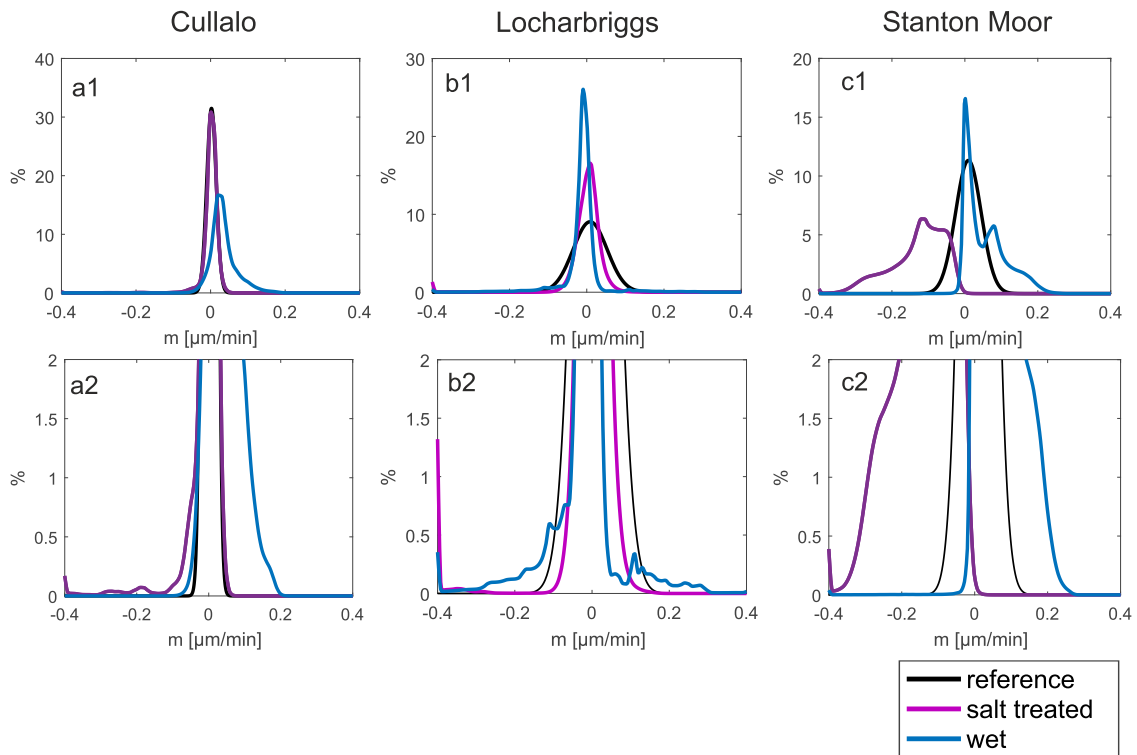 Cullalo Locharbriggs Stanton Moor
a1
40
30
20
10
0
%
-0.4 -0.2 0 0.2 0.4
m [µm/min]
b1
30
20
10
0
%
-0.4 -0.2 0 0.2 0.4
m [µm/min]
c1
20
15
10
5
0
%
-0.4 -0.2 0 0.2 0.4
m [µm/min]
a2
2
1.5
1
0.5
0
%
-0.4 -0.2 0 0.2 0.4
m [µm/min]
b2
2
1.5
1
0.5
0
%
-0.4 -0.2 0 0.2 0.4
m [µm/min]
c2
2
1.5
1
0.5
0
%
-0.4 -0.2 0 0.2 0.4
m [µm/min]
reference
salt treated
wet